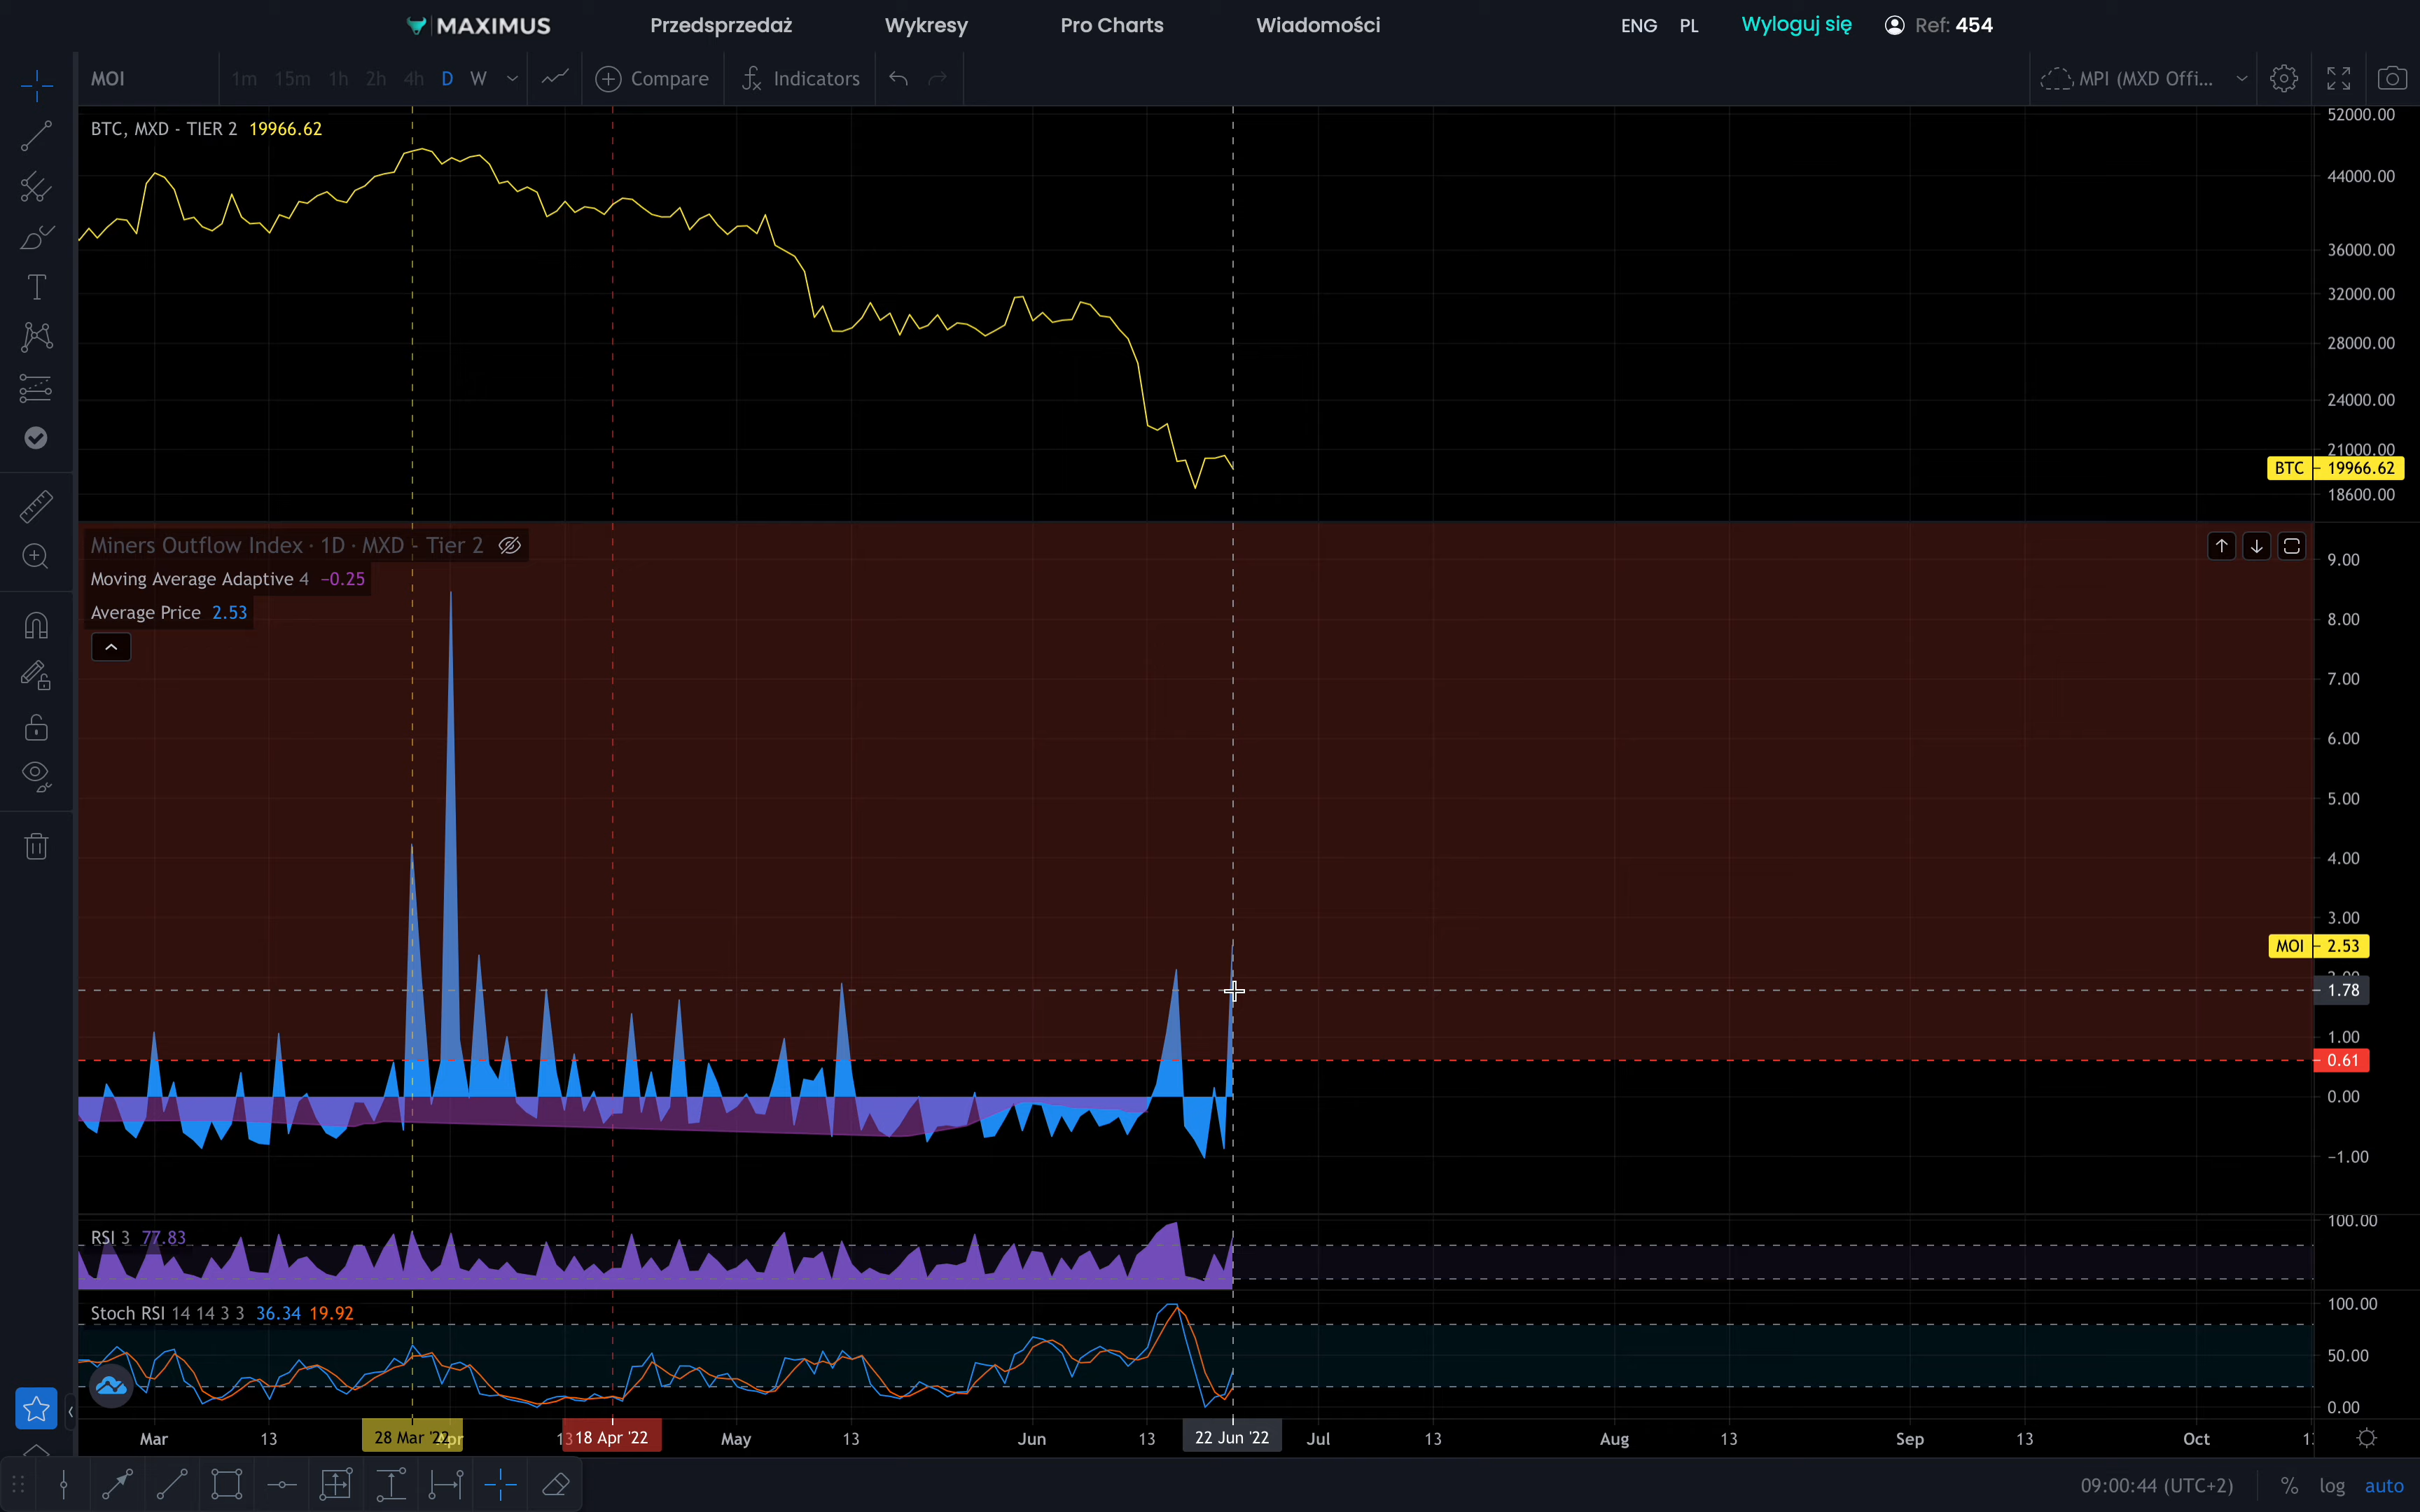 MAXIMUS Przedsprzedaż Wykresy Pro Charts Wiadomości ENG PL Wyloguj się Ref: 454
MOI 1m 15m 1h 2h 4h D W Compare Indicators MPI (MXD Offi...
BTC, MXD - TIER 2 19966.62
52000.00
44000.00
36000.00
32000.00
28000.00
24000.00
21000.00
BTC 19966.62
18600.00
Miners Outflow Index · 1D · MXD - Tier 2
Moving Average Adaptive 4 −0.25
Average Price 2.53
9.00
8.00
7.00
6.00
5.00
4.00
3.00
MOI 2.53
2.00
1.78
1.00
0.61
0.00
−1.00
RSI 3 77.83
100.00
Stoch RSI 14 14 3 3 36.34 19.92
100.00
50.00
0.00
Mar 13 28 Mar '22 Apr 13 18 Apr '22 May 13 Jun 13 22 Jun '22 Jul 13 Aug 13 Sep 13 Oct
09:00:44 (UTC+2) % log auto